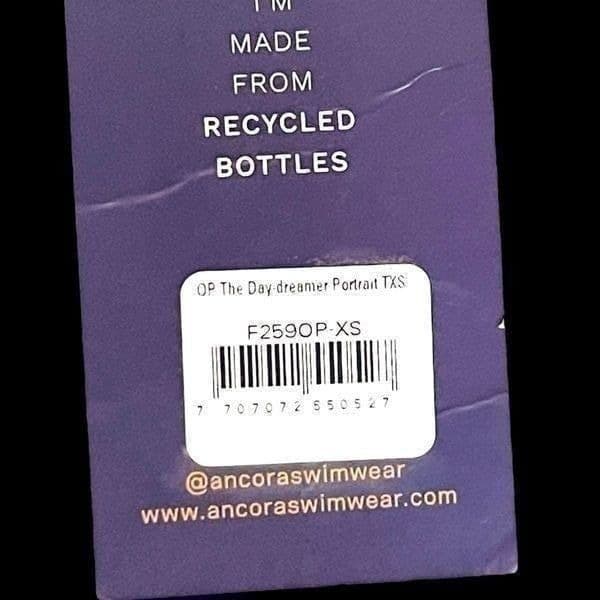 I'M
MADE
FROM
RECYCLED
BOTTLES
OP The Day-dreamer Portrait TXS
F259OP-XS
7 707072 550527
@ancoraswimwear
www.ancoraswimwear.com